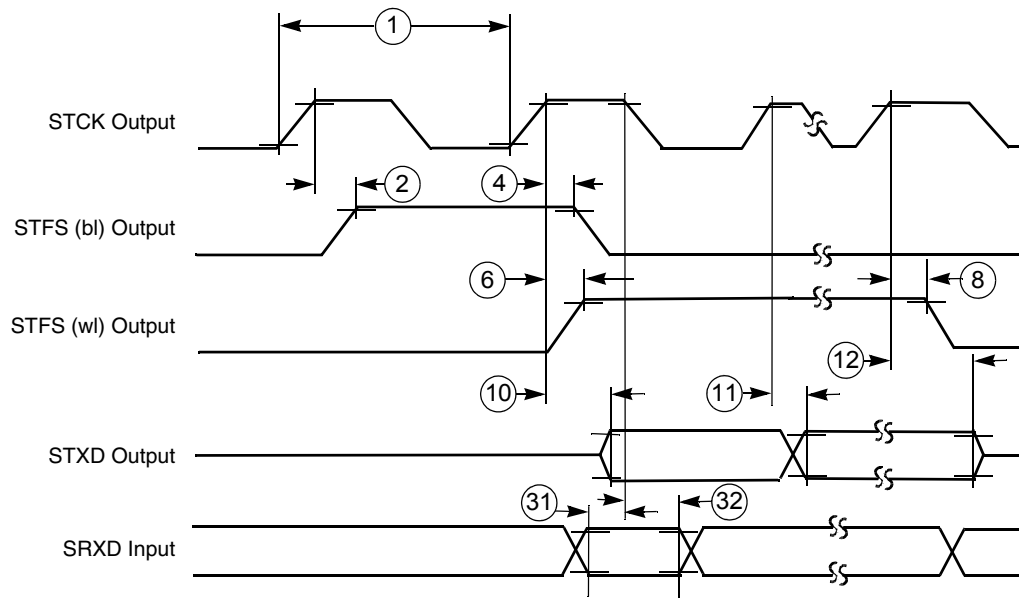 1
STCK Output
2
4
STFS (bl) Output
6
8
STFS (wl) Output
12
10
11
STXD Output
31
32
SRXD Input